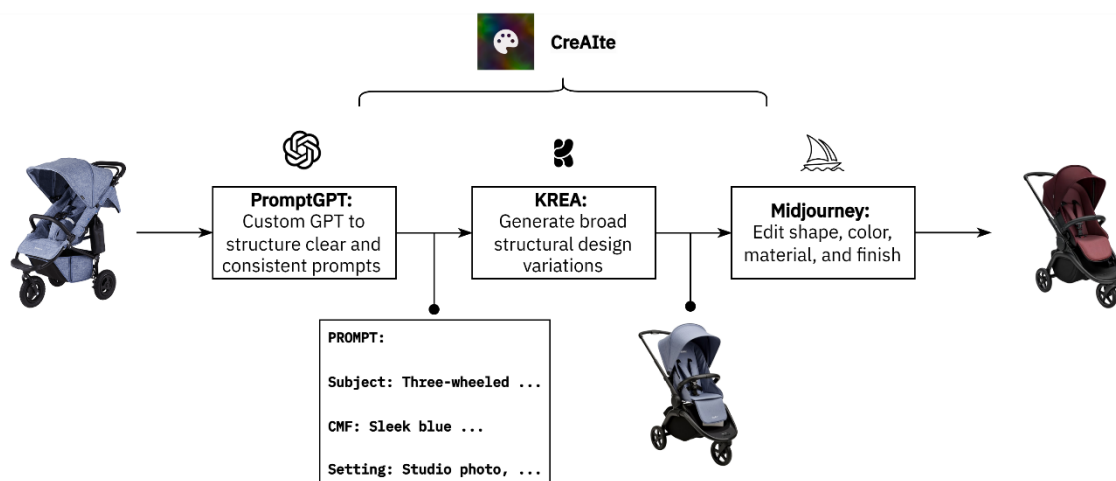 CreAIte
PromptGPT:
Custom GPT to
structure clear and
consistent prompts
KREA:
Generate broad
structural design
variations
Midjourney:
Edit shape, color,
material, and finish
PROMPT:
Subject: Three-wheeled ...
CMF: Sleek blue ...
Setting: Studio photo, ...